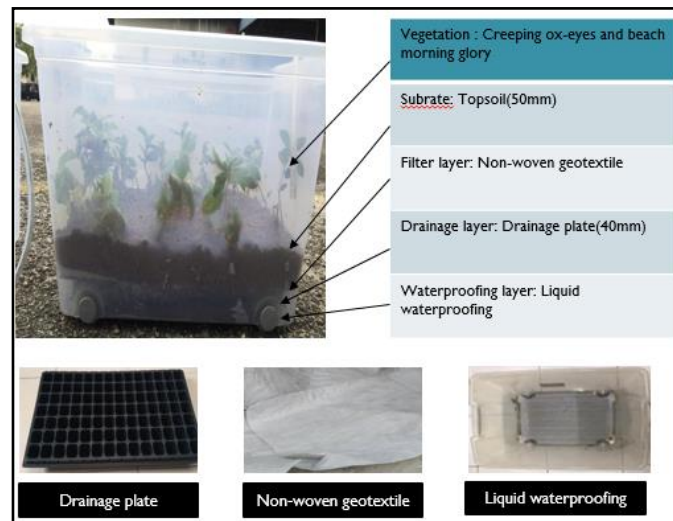 Vegetation : Creeping ox-eyes and beach
morning glory
Subrate: Topsoil(50mm)
Filter layer: Non-woven geotextile
Drainage layer: Drainage plate(40mm)
Waterproofing layer: Liquid
waterproofing
Drainage plate
Non-woven geotextile
Liquid waterproofing